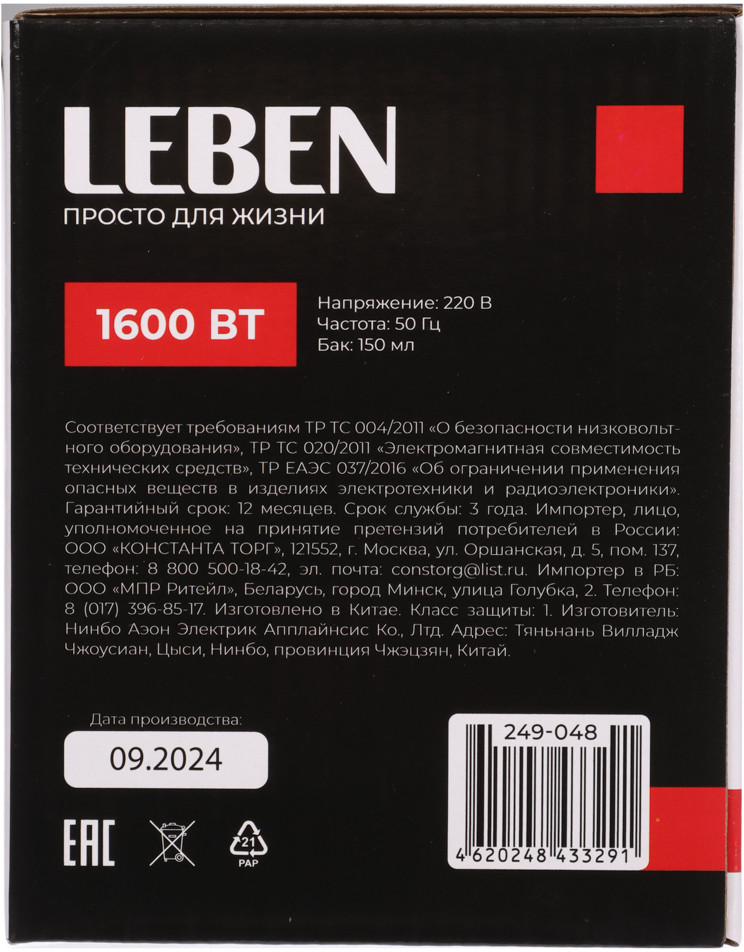 LEBEN
ПРОСТО ДЛЯ ЖИЗНИ
1600 ВТ
Напряжение: 220 В
Частота: 50 Гц
Бак: 150 мл
Соответствует требованиям ТР ТС 004/2011 «О безопасности низковольт-
ного оборудования», ТР ТС 020/2011 «Электромагнитная совместимость
технических средств», ТР ЕАЭС 037/2016 «Об ограничении применения
опасных веществ в изделиях электротехники и радиоэлектроники».
Гарантийный срок: 12 месяцев. Срок службы: 3 года. Импортер, лицо,
уполномоченное на принятие претензий потребителей в России:
ООО «КОНСТАНТА ТОРГ», 121552, г. Москва, ул. Оршанская, д. 5, пом. 137,
телефон: 8 800 500-18-42, эл. почта: constorg@list.ru. Импортер в РБ:
ООО «МПР Ритейл», Беларусь, город Минск, улица Голубка, 2. Телефон:
8 (017) 396-85-17. Изготовлено в Китае. Класс защиты: 1. Изготовитель:
Нинбо Аэон Электрик Апплайнсис Ко., Лтд. Адрес: Тяньнань Вилладж
Чжоусиан, Цыси, Нинбо, провинция Чжэцзян, Китай.
Дата производства:
09.2024
249-048
4 620248 433291
EAC
21
PAP